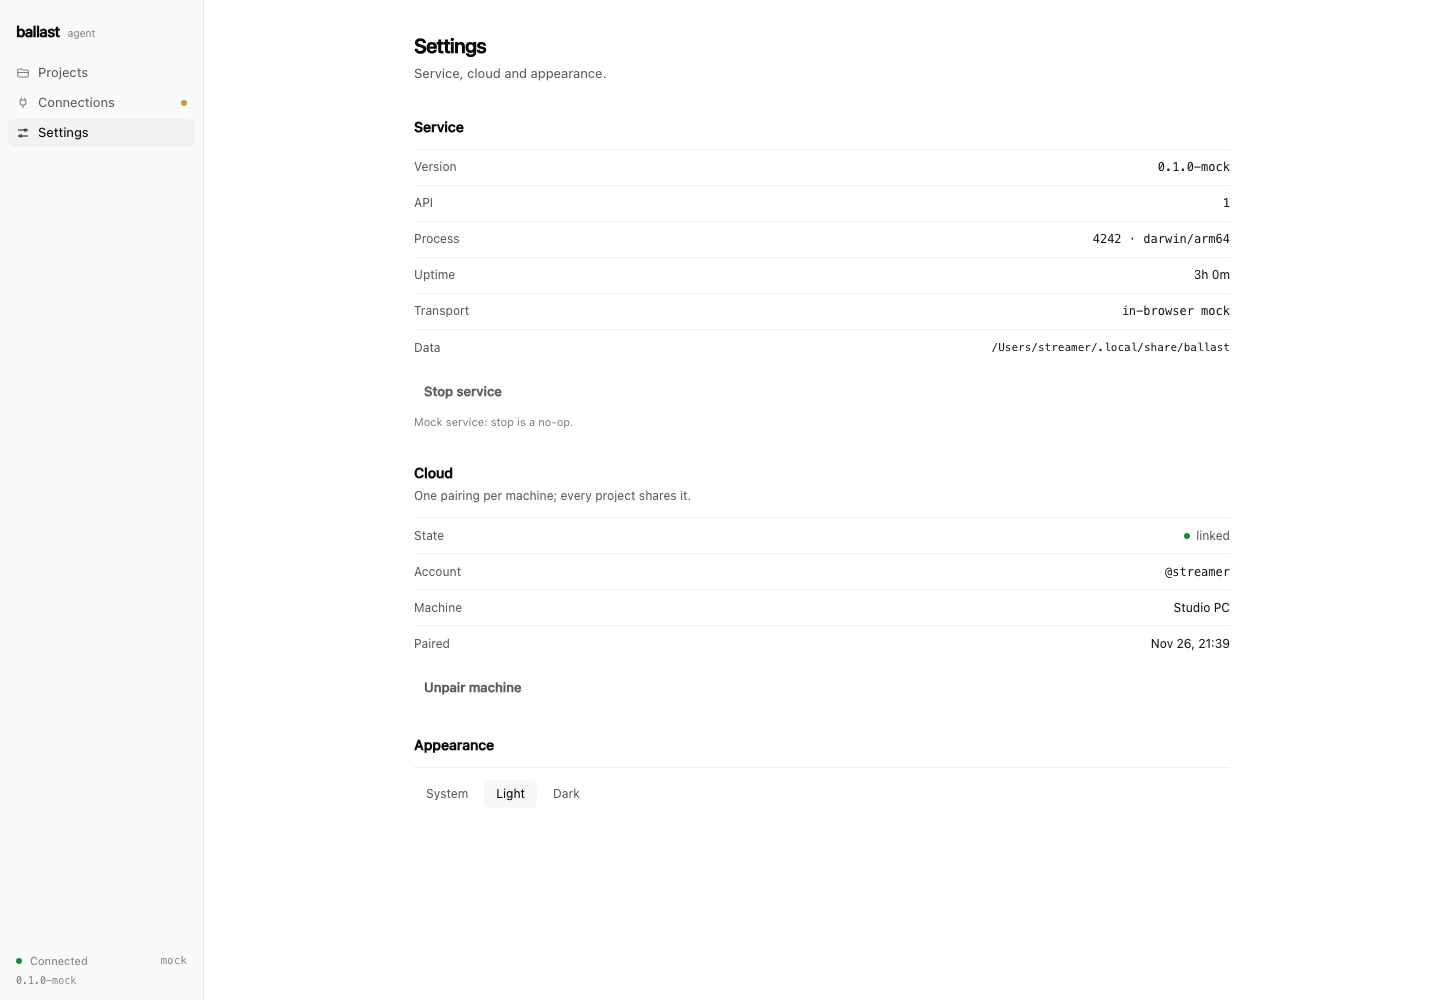 ballast agent
Projects
Connections
Settings
Connected mock
0.1.0-mock
Settings
Service, cloud and appearance.
Service
Version 0.1.0-mock
API 1
Process 4242 · darwin/arm64
Uptime 3h 0m
Transport in-browser mock
Data /Users/streamer/.local/share/ballast
Stop service
Mock service: stop is a no-op.
Cloud
One pairing per machine; every project shares it.
State linked
Account @streamer
Machine Studio PC
Paired Nov 26, 21:39
Unpair machine
Appearance
System Light Dark